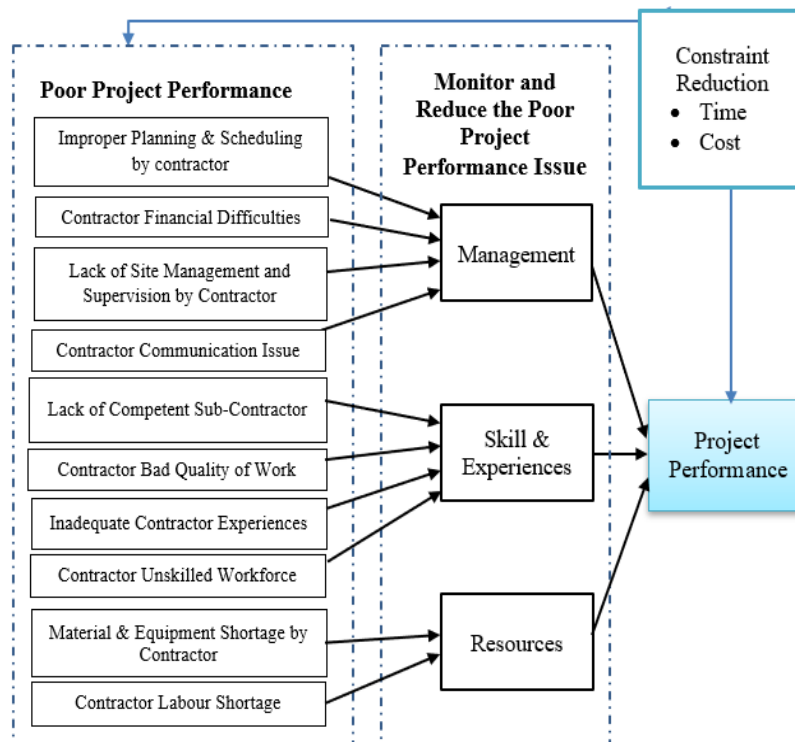 Poor Project Performance
Improper Planning & Scheduling
by contractor
Contractor Financial Difficulties
Lack of Site Management and
Supervision by Contractor
Contractor Communication Issue
Lack of Competent Sub-Contractor
Contractor Bad Quality of Work
Inadequate Contractor Experiences
Contractor Unskilled Workforce
Material & Equipment Shortage by
Contractor
Contractor Labour Shortage
Monitor and
Reduce the Poor
Project
Performance Issue
Management
Skill &
Experiences
Resources
Constraint
Reduction
• Time
• Cost
Project
Performance